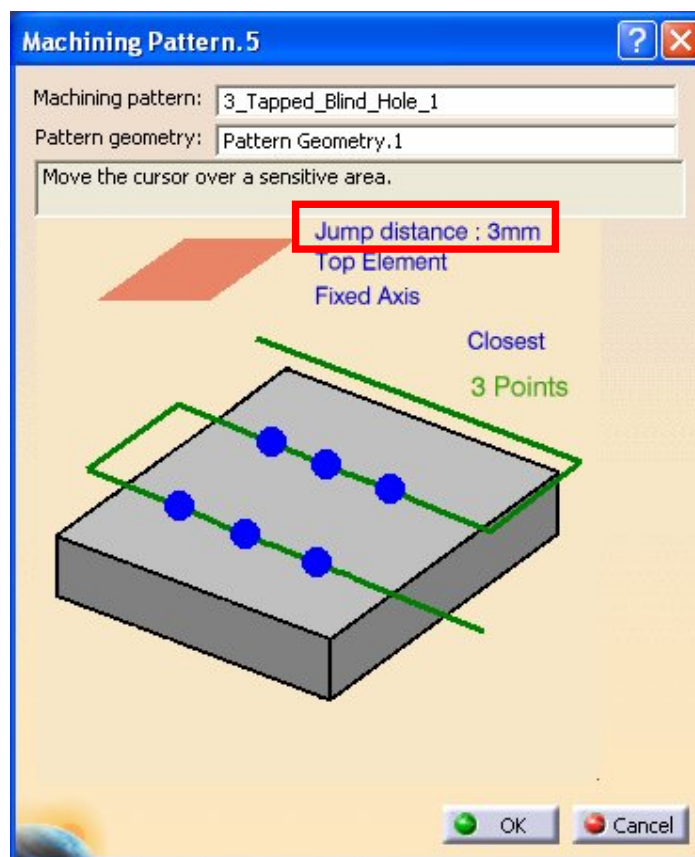 Machining Pattern.5
Machining pattern: 3_Tapped_Blind_Hole_1
Pattern geometry: Pattern Geometry.1
Move the cursor over a sensitive area.
Jump distance : 3mm
Top Element
Fixed Axis
Closest
3 Points
OK Cancel